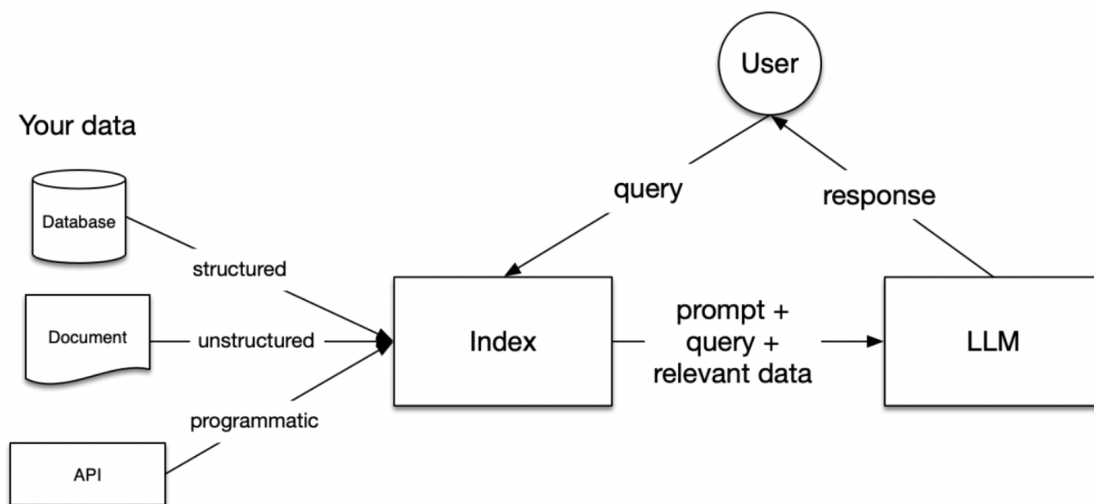 User
Your data
query
response
Database
structured
Document
unstructured
Index
prompt +
query +
relevant data
LLM
programmatic
API